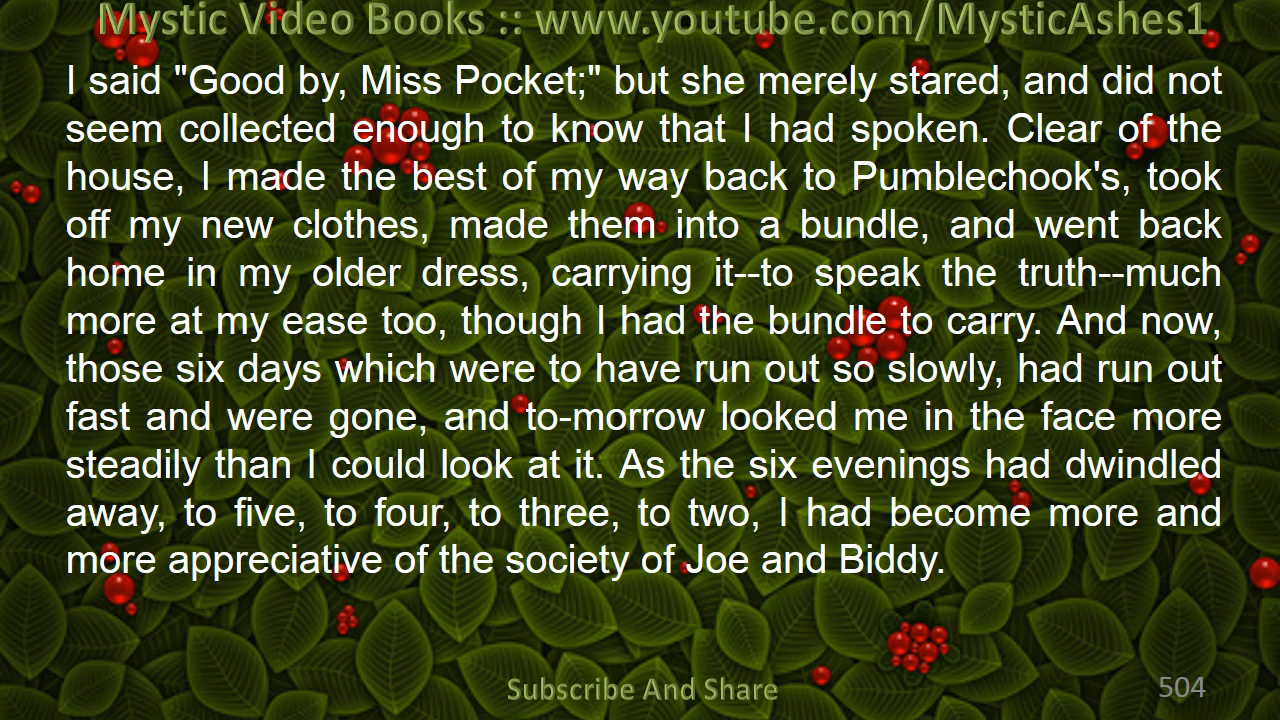 Mystic Video Books :: www.youtube.com/MysticAshes1
I said "Good by, Miss Pocket;" but she merely stared, and did not
seem collected enough to know that I had spoken. Clear of the
house, I made the best of my way back to Pumblechook's, took
off my new clothes, made them into a bundle, and went back
home in my older dress, carrying it--to speak the truth--much
more at my ease too, though I had the bundle to carry. And now,
those six days which were to have run out so slowly, had run out
fast and were gone, and to-morrow looked me in the face more
steadily than I could look at it. As the six evenings had dwindled
away, to five, to four, to three, to two, I had become more and
more appreciative of the society of Joe and Biddy.
Subscribe And Share
504